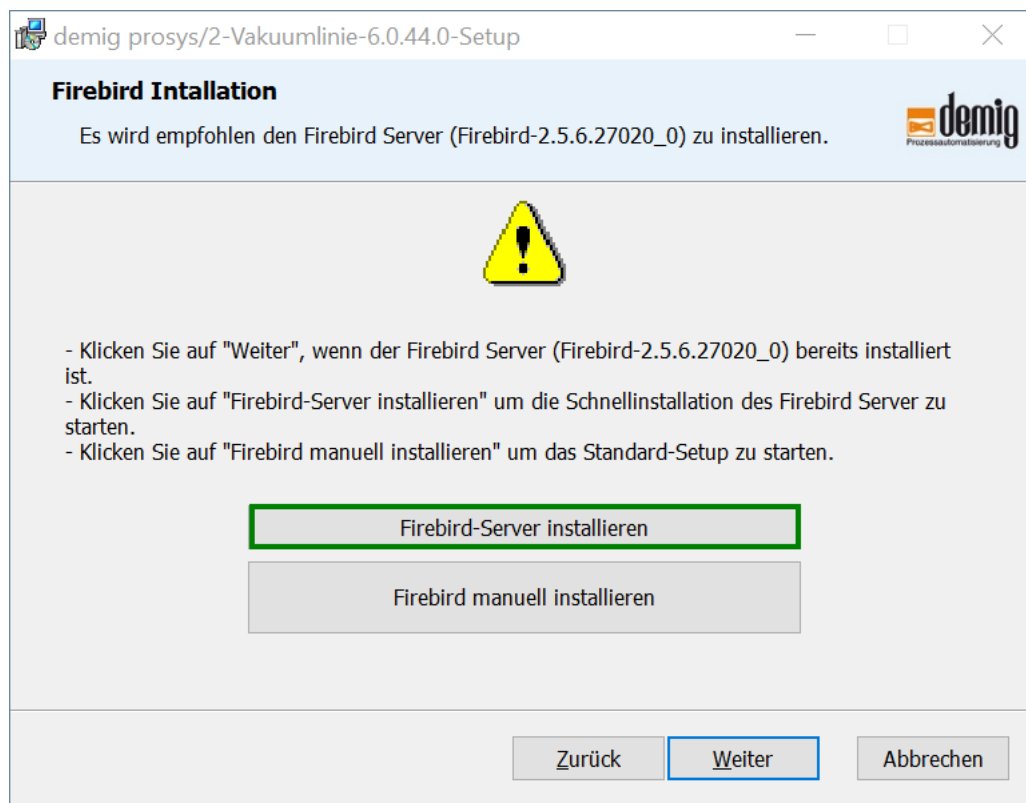 demig prosys/2-Vakuumlinie-6.0.44.0-Setup
Firebird Intallation
Es wird empfohlen den Firebird Server (Firebird-2.5.6.27020_0) zu installieren.
demig
Prozessautomatisierung
- Klicken Sie auf "Weiter", wenn der Firebird Server (Firebird-2.5.6.27020_0) bereits installiert
ist.
- Klicken Sie auf "Firebird-Server installieren" um die Schnellinstallation des Firebird Server zu
starten.
- Klicken Sie auf "Firebird manuell installieren" um das Standard-Setup zu starten.
Firebird-Server installieren
Firebird manuell installieren
Zurück
Weiter
Abbrechen